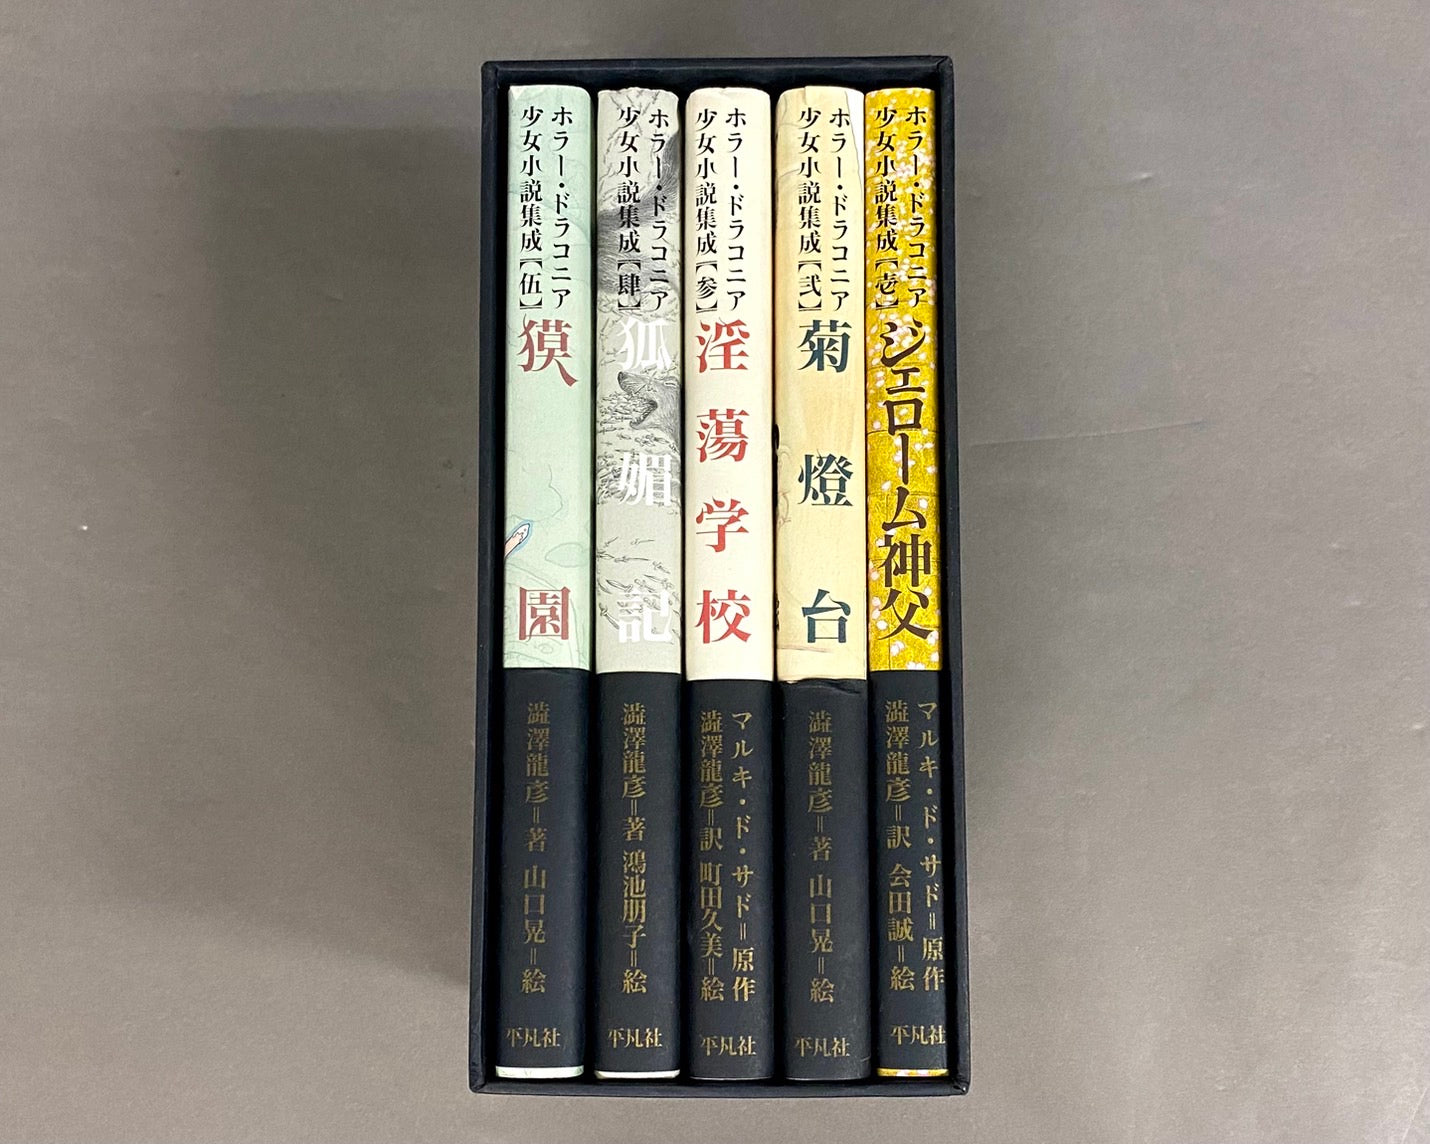 ホラー・ドラコニア
少女小説集成【壱】
ジェローム神父
マルキ・ド・サド＝原作
澁澤龍彦＝訳 会田誠＝絵
平凡社
ホラー・ドラコニア
少女小説集成【弐】
菊燈台
澁澤龍彦＝著 山口晃＝絵
平凡社
ホラー・ドラコニア
少女小説集成【参】
淫蕩学校
マルキ・ド・サド＝原作
澁澤龍彦＝訳 町田久美＝絵
平凡社
ホラー・ドラコニア
少女小説集成【肆】
狐媚記
澁澤龍彦＝著 鴻池朋子＝絵
平凡社
ホラー・ドラコニア
少女小説集成【伍】
獏園
澁澤龍彦＝著 山口晃＝絵
平凡社